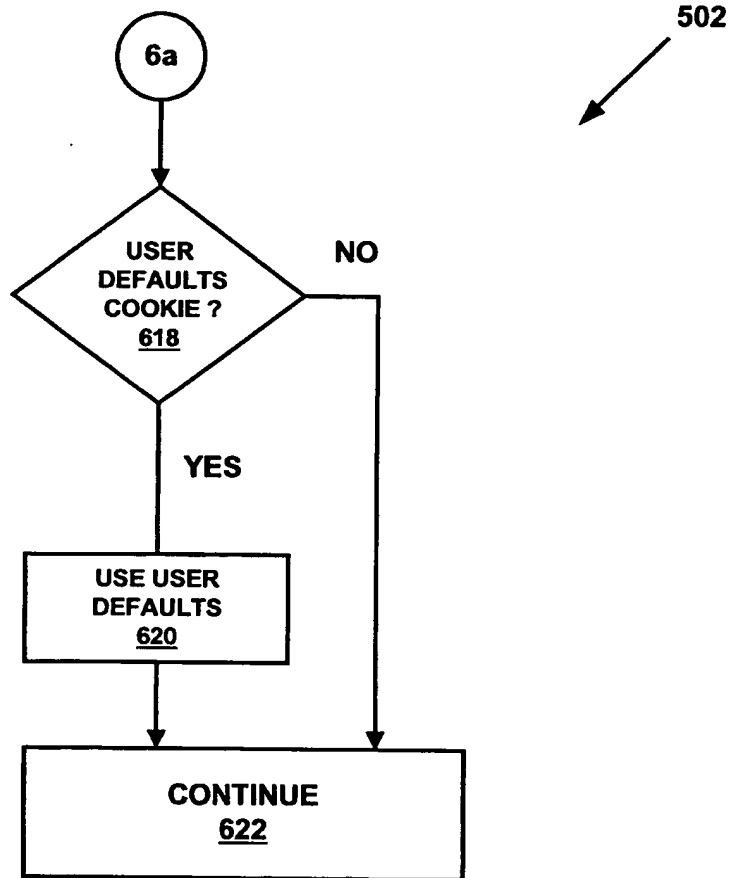 502
6a
USER
DEFAULTS
COOKIE ?
618
NO
YES
USE USER
DEFAULTS
620
CONTINUE
622